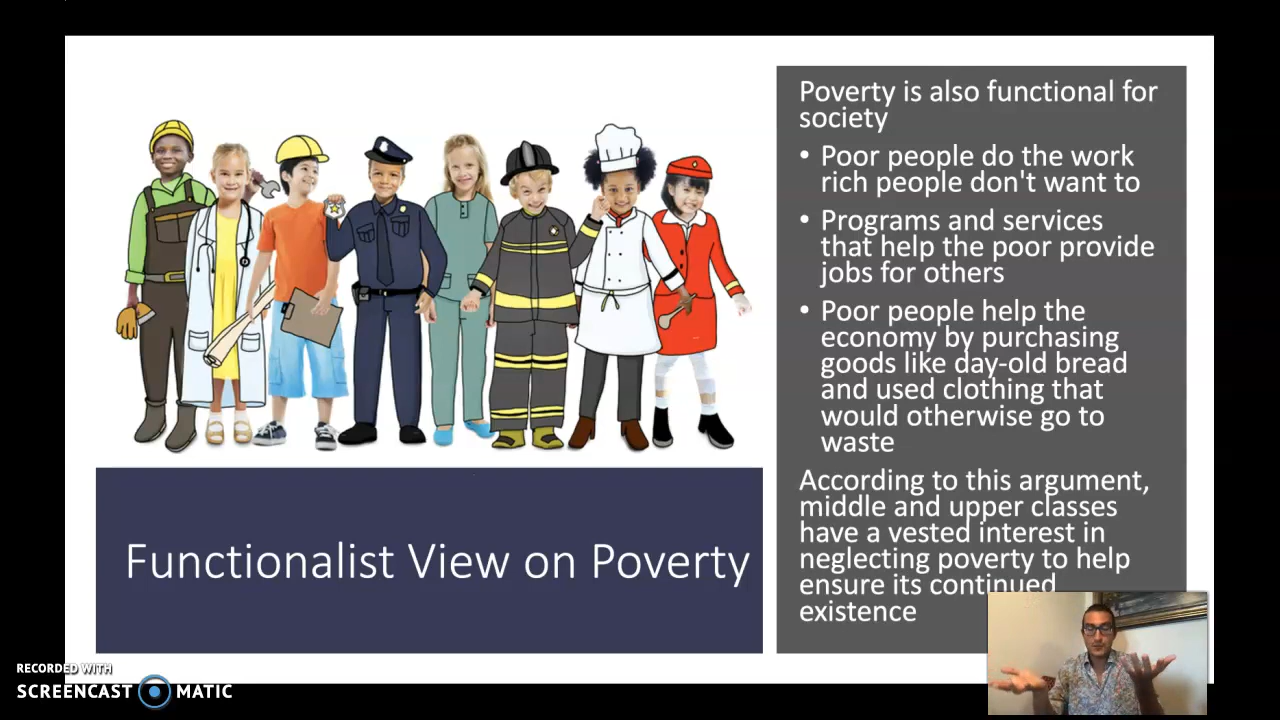 Poverty is also functional for
society
• Poor people do the work
rich people don't want to
• Programs and services
that help the poor provide
jobs for others
• Poor people help the
economy by purchasing
goods like day-old bread
and used clothing that
would otherwise go to
waste
According to this argument,
middle and upper classes
have a vested interest in
neglecting poverty to help
ensure its continued
existence
Functionalist View on Poverty
RECORDED WITH
SCREENCAST MATIC